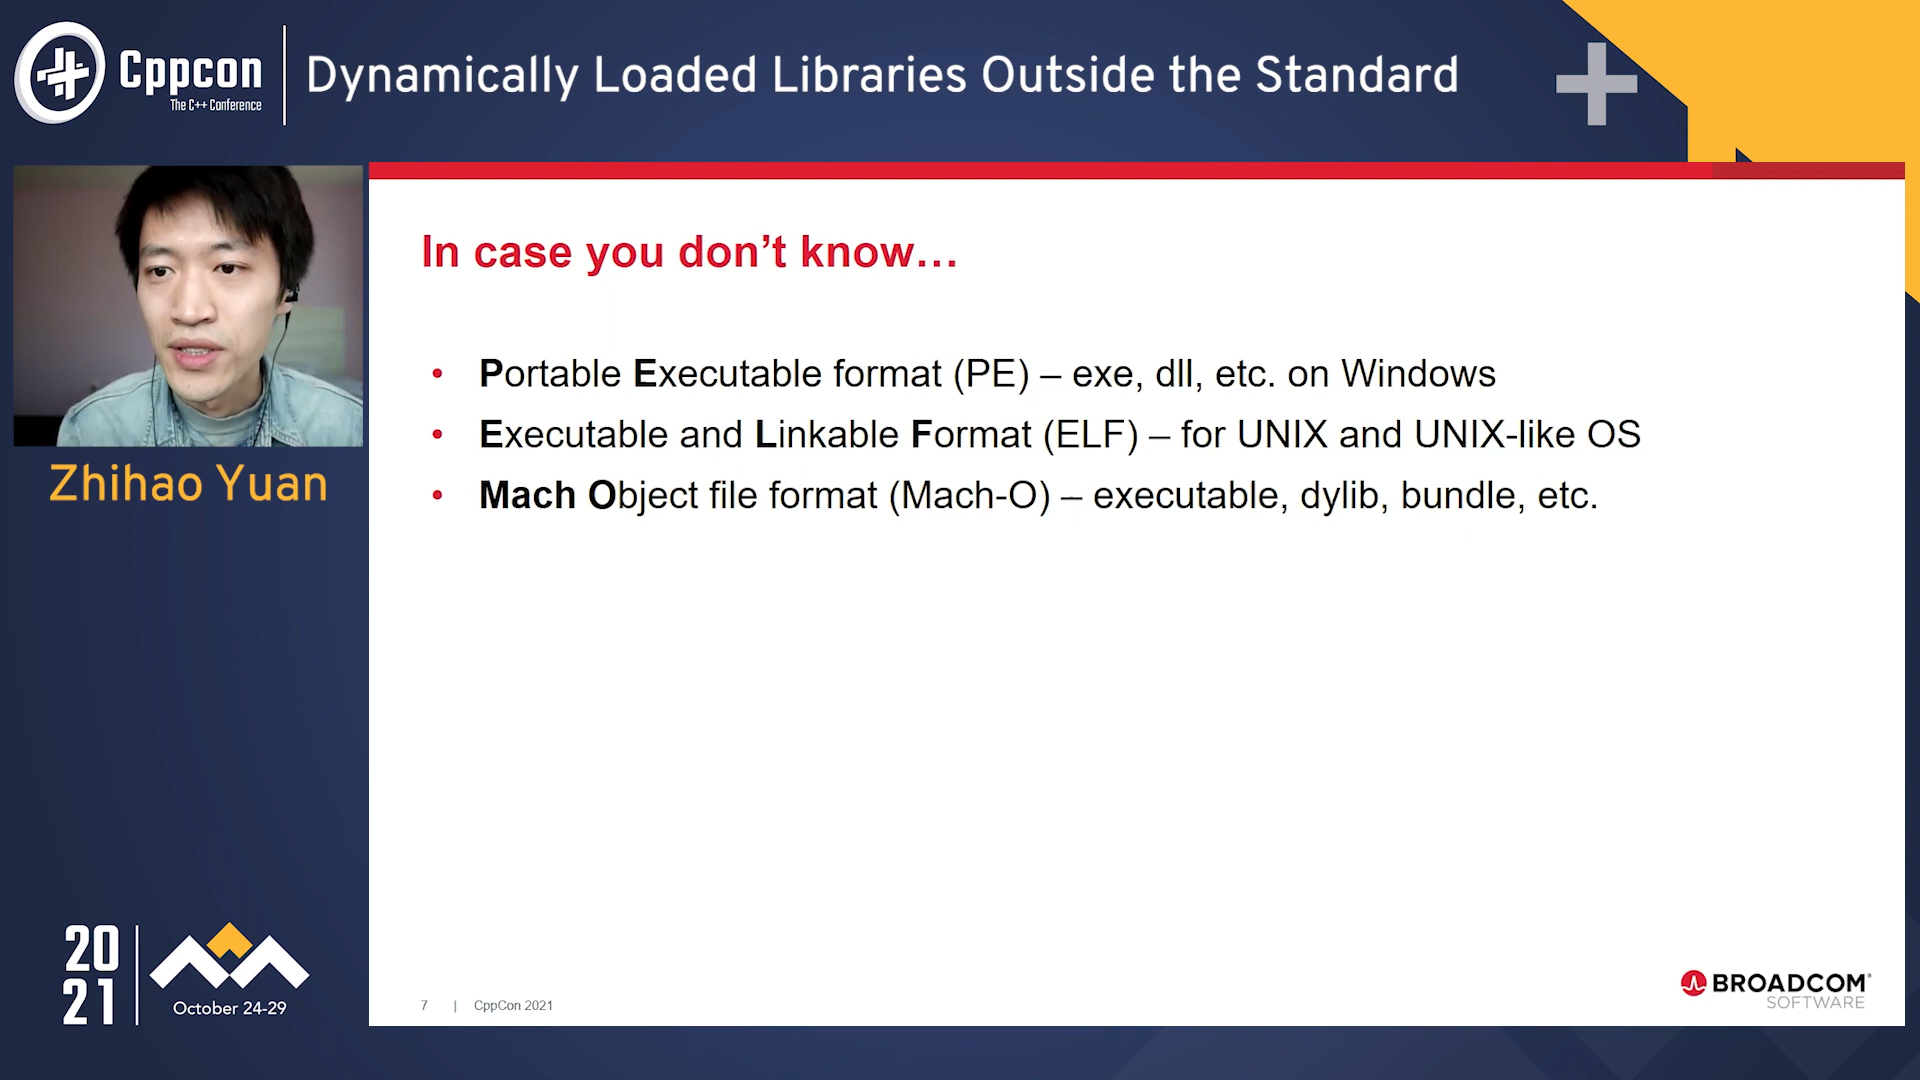 Cppcon
The C++ Conference
Dynamically Loaded Libraries Outside the Standard
Zhihao Yuan
In case you don’t know…
• Portable Executable format (PE) – exe, dll, etc. on Windows
• Executable and Linkable Format (ELF) – for UNIX and UNIX-like OS
• Mach Object file format (Mach-O) – executable, dylib, bundle, etc.
20
21
October 24-29
7 | CppCon 2021
BROADCOM®
SOFTWARE